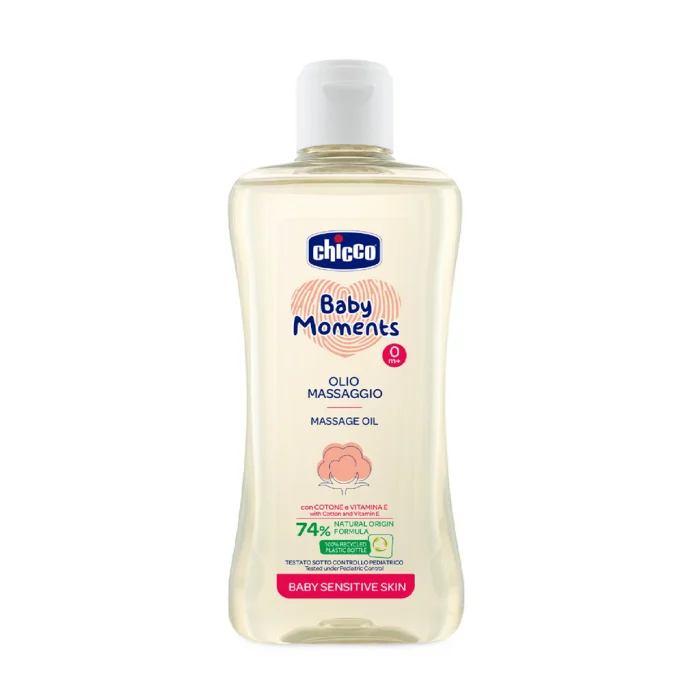 chicco
Baby
Moments
0
m+
OLIO
MASSAGGIO
MASSAGE OIL
con COTONE e VITAMINA E
with Cotton and Vitamin E
74% NATURAL ORIGIN
FORMULA
100% RECYCLED
PLASTIC BOTTLE
TESTATO SOTTO CONTROLLO PEDIATRICO
Tested under Pediatric Control
BABY SENSITIVE SKIN